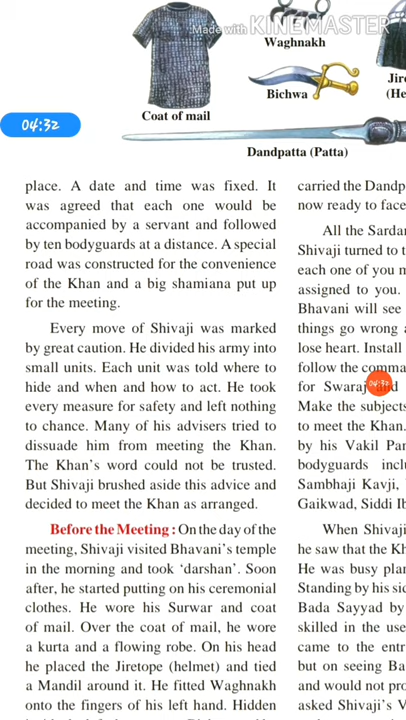 Made with KINEMASTER
Waghnakh
Bichwa
Coat of mail
Dandpatta (Patta)
04:32
place. A date and time was fixed. It
was agreed that each one would be
accompanied by a servant and followed
by ten bodyguards at a distance. A special
road was constructed for the convenience
of the Khan and a big shamiana put up
for the meeting.
Every move of Shivaji was marked
by great caution. He divided his army into
small units. Each unit was told where to
hide and when and how to act. He took
every measure for safety and left nothing
to chance. Many of his advisers tried to
dissuade him from meeting the Khan.
The Khan's word could not be trusted.
But Shivaji brushed aside this advice and
decided to meet the Khan as arranged.
Before the Meeting : On the day of the
meeting, Shivaji visited Bhavani's temple
in the morning and took 'darshan'. Soon
after, he started putting on his ceremonial
clothes. He wore his Surwar and coat
of mail. Over the coat of mail, he wore
a kurta and a flowing robe. On his head
he placed the Jiretope (helmet) and tied
a Mandil around it. He fitted Waghnakh
onto the fingers of his left hand. Hidden
Jire
(He
carried the Dandp
now ready to face
All the Sardar
Shivaji turned to t
each one of you m
assigned to you.
Bhavani will see
things go wrong a
lose heart. Install
follow the comma
for Swaraj and
04:32
Make the subjects
to meet the Khan.
by his Vakil Pan
bodyguards inclu
Sambhaji Kavji,
Gaikwad, Siddi Ib
When Shivaji
he saw that the Kh
He was busy plan
Standing by his sid
Bada Sayyad by
skilled in the use
came to the entr
but on seeing Ba
and would not pro
asked Shivaji's V